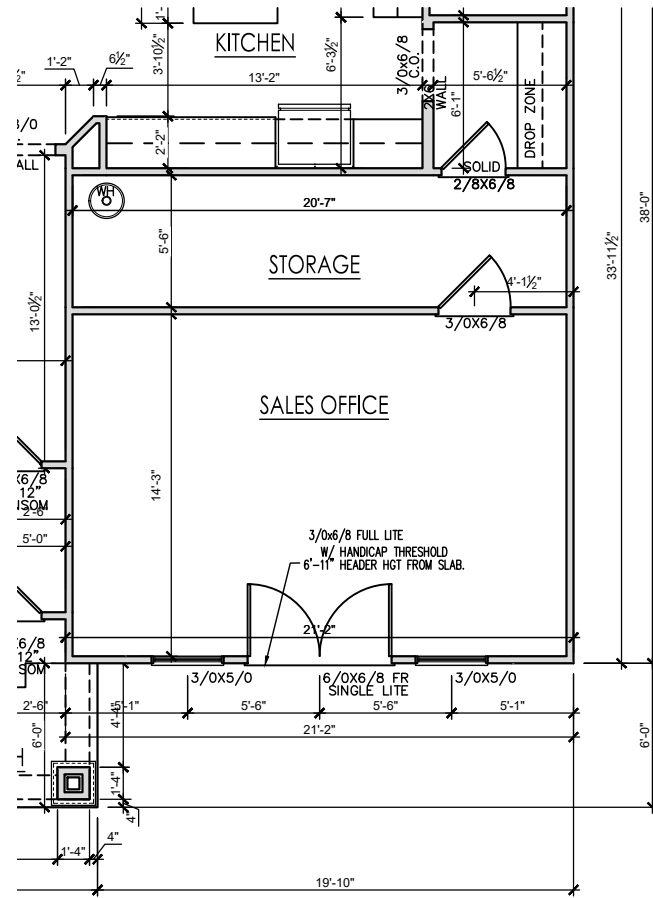 KITCHEN
3'-10½"
6'-3½"
3/0x6/8
C.O.
2X6
WALL
5'-6½"
6'-1"
DROP ZONE
1'-2"
6½"
13'-2"
2'-2"
SOLID
2/8X6/8
WH
20'-7"
5'-6"
STORAGE
4'-1½"
3/0X6/8
33'-11½"
38'-0"
13'-0½"
SALES OFFICE
14'-3"
12"
2'-6"
5'-0"
3/0x6/8 FULL LITE
W/ HANDICAP THRESHOLD
6'-11" HEADER HGT FROM SLAB.
21'-2"
12"
3/0X5/0
6/0X6/8 FR
SINGLE LITE
3/0X5/0
2'-6"
5'-1"
5'-6"
5'-6"
5'-1"
21'-2"
6'-0"
6'-0"
1'-4"
4"
4"
1'-4"
19'-10"